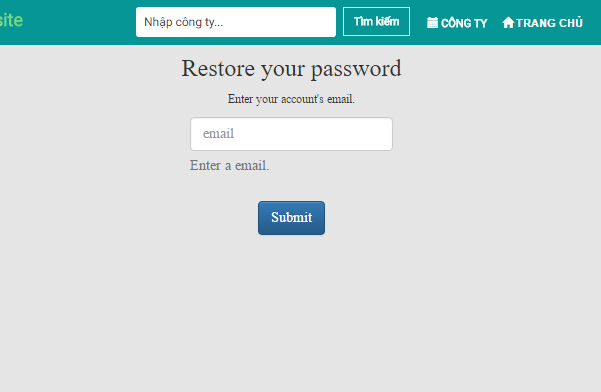 site
Nhập công ty...
Tìm kiếm
CÔNG TY
TRANG CHỦ
Restore your password
Enter your account's email.
email
Enter a email.
Submit